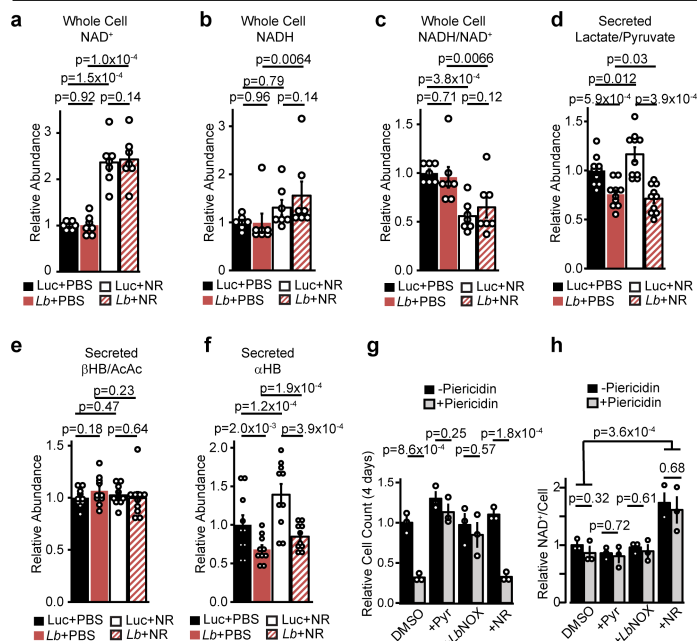 a
Whole Cell
NAD⁺
p=1.0x10⁻⁴
p=1.5x10⁻⁴
p=0.92 p=0.14
Relative Abundance
3
2
1
0
Luc+PBS Luc+NR
Lb+PBS Lb+NR
b
Whole Cell
NADH
p=0.0064
p=0.79
p=0.96 p=0.14
Relative Abundance
3
2
1
0
Luc+PBS Luc+NR
Lb+PBS Lb+NR
c
Whole Cell
NADH/NAD⁺
p=0.0066
p=3.8x10⁻⁴
p=0.71 p=0.12
Relative Abundance
1.5
1.0
0.5
0
Luc+PBS Luc+NR
Lb+PBS Lb+NR
d
Secreted
Lactate/Pyruvate
p=0.03
p=0.012
p=5.9x10⁻⁴ p=3.9x10⁻⁴
Relative Abundance
1.5
1.0
0.5
0.0
Luc+PBS Luc+NR
Lb+PBS Lb+NR
e
Secreted
βHB/AcAc
p=0.23
p=0.47
p=0.18 p=0.64
Relative Abundance
1.5
1.0
0.5
0
Luc+PBS Luc+NR
Lb+PBS Lb+NR
f
Secreted
αHB
p=1.9x10⁻⁴
p=1.2x10⁻⁴
p=2.0x10⁻³ p=3.9x10⁻⁴
Relative Abundance
2.0
1.5
1.0
0.5
0.0
Luc+PBS Luc+NR
Lb+PBS Lb+NR
g
-Piericidin
+Piericidin
p=0.25 p=1.8x10⁻⁴
p=8.6x10⁻⁴ p=0.57
Relative Cell Count (4 days)
1.5
1.0
0.5
0
DMSO
+Pyr
LbNOX
+NR
h
-Piericidin
+Piericidin
p=3.6x10⁻⁴
0.68
p=0.32 p=0.61
p=0.72
Relative NAD⁺/Cell
2
1
0
DMSO
+Pyr
LbNOX
+NR